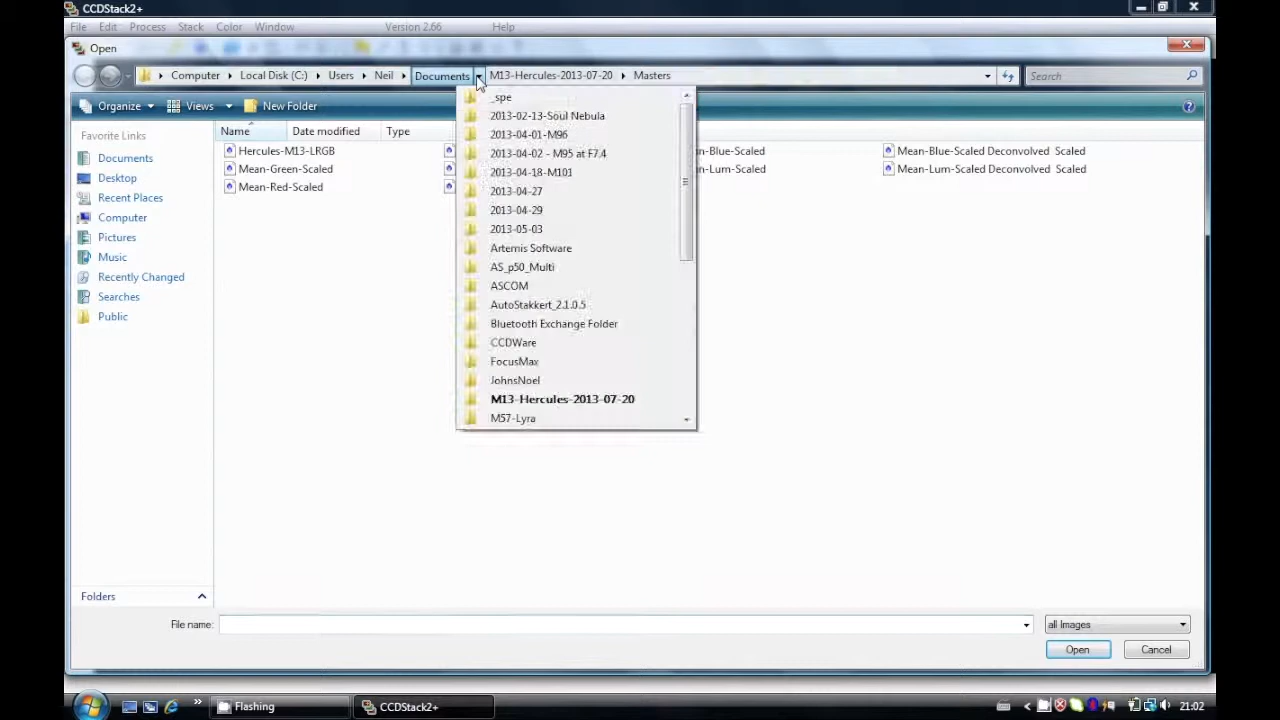 CCDStack2+
File Edit Process Stack Color Window Version 2.66 Help
Open
Computer Local Disk (C:) Users Neil Documents M13-Hercules-2013-07-20 Masters Search
Organize Views New Folder
Favorite Links
Documents
Desktop
Recent Places
Computer
Pictures
Music
Recently Changed
Searches
Public
Folders
Name Date modified Type
Hercules-M13-LRGB
Mean-Green-Scaled
Mean-Red-Scaled
n-Blue-Scaled
n-Lum-Scaled
Mean-Blue-Scaled Deconvolved Scaled
Mean-Lum-Scaled Deconvolved Scaled
_spe
2013-02-13-Soul Nebula
2013-04-01-M96
2013-04-02 - M95 at F7.4
2013-04-18-M101
2013-04-27
2013-04-29
2013-05-03
Artemis Software
AS_p50_Multi
ASCOM
AutoStakkert_2.1.0.5
Bluetooth Exchange Folder
CCDWare
FocusMax
JohnsNoel
M13-Hercules-2013-07-20
M57-Lyra
File name: all Images
Open Cancel
Flashing CCDStack2+ 21:02